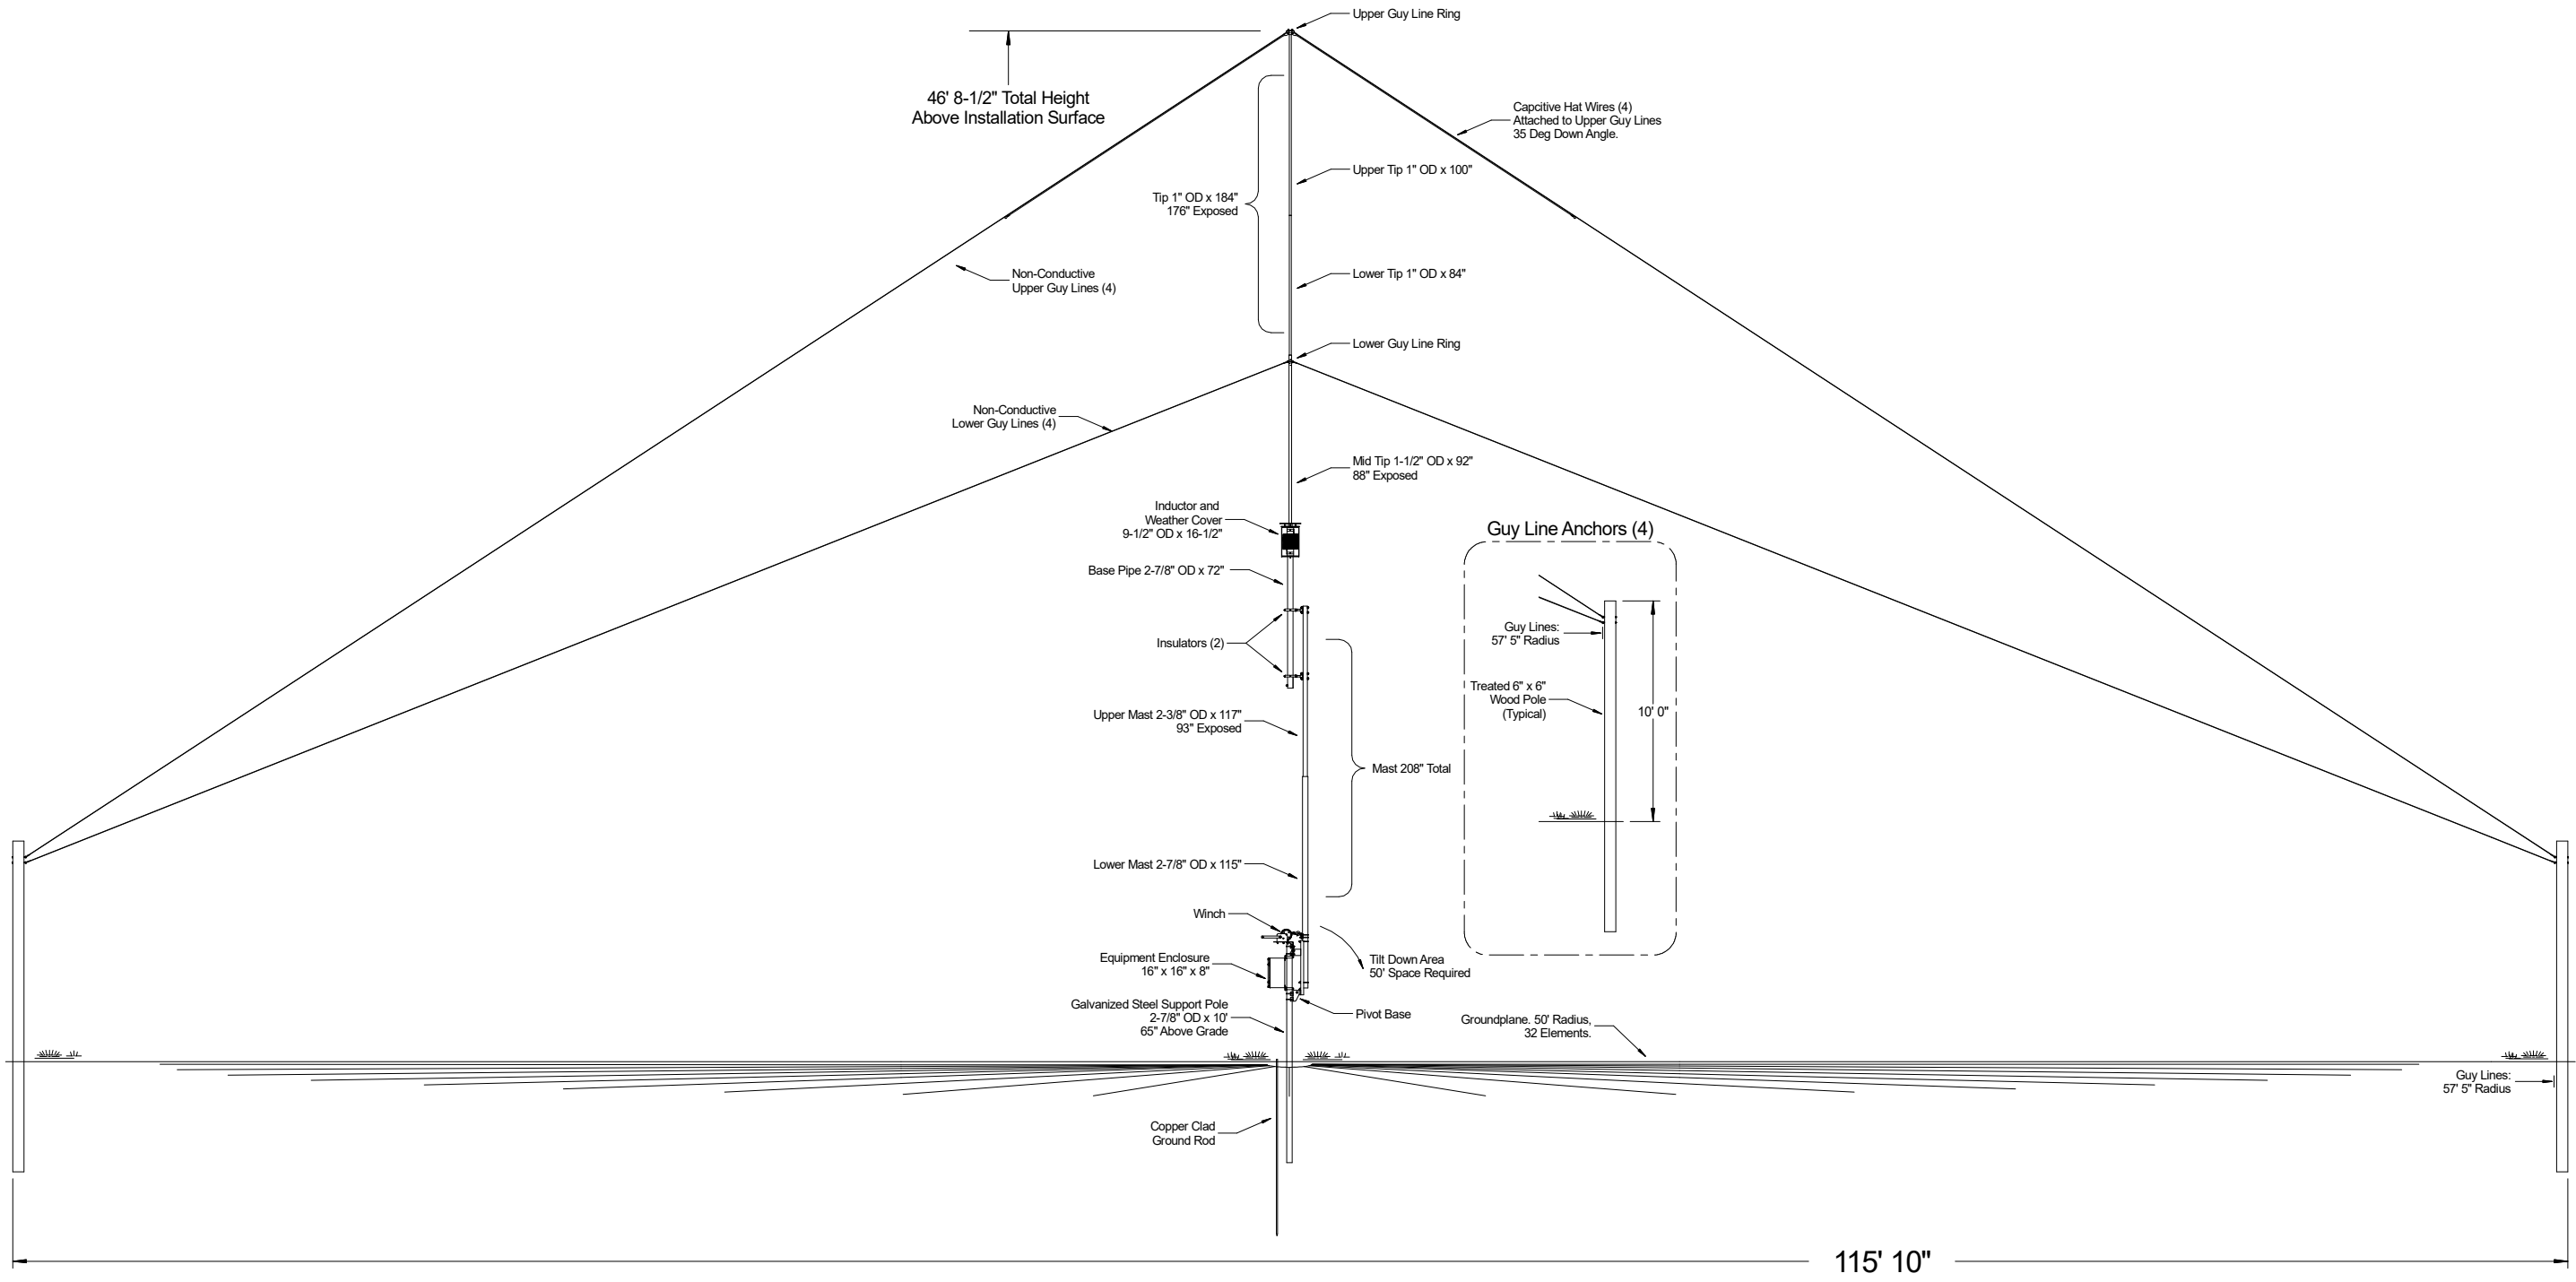 Upper Guy Line Ring
46' 8-1/2" Total Height
Above Installation Surface
Capcitive Hat Wires (4)
Attached to Upper Guy Lines
35 Deg Down Angle.
Upper Tip 1" OD x 100"
Tip 1" OD x 184"
176" Exposed
Non-Conductive
Upper Guy Lines (4)
Lower Tip 1" OD x 84"
Lower Guy Line Ring
Non-Conductive
Lower Guy Lines (4)
Mid Tip 1-1/2" OD x 92"
88" Exposed
Inductor and
Weather Cover
9-1/2" OD x 16-1/2"
Guy Line Anchors (4)
Base Pipe 2-7/8" OD x 72"
Guy Lines:
57' 5" Radius
Insulators (2)
Treated 6" x 6"
Wood Pole
(Typical)
10' 0"
Upper Mast 2-3/8" OD x 117"
93" Exposed
Mast 208" Total
Lower Mast 2-7/8" OD x 115"
Winch
Equipment Enclosure
16" x 16" x 8"
Tilt Down Area
50' Space Required
Galvanized Steel Support Pole
2-7/8" OD x 10'
65" Above Grade
Pivot Base
Groundplane. 50' Radius,
32 Elements.
Guy Lines:
57' 5" Radius
Copper Clad
Ground Rod
115' 10"